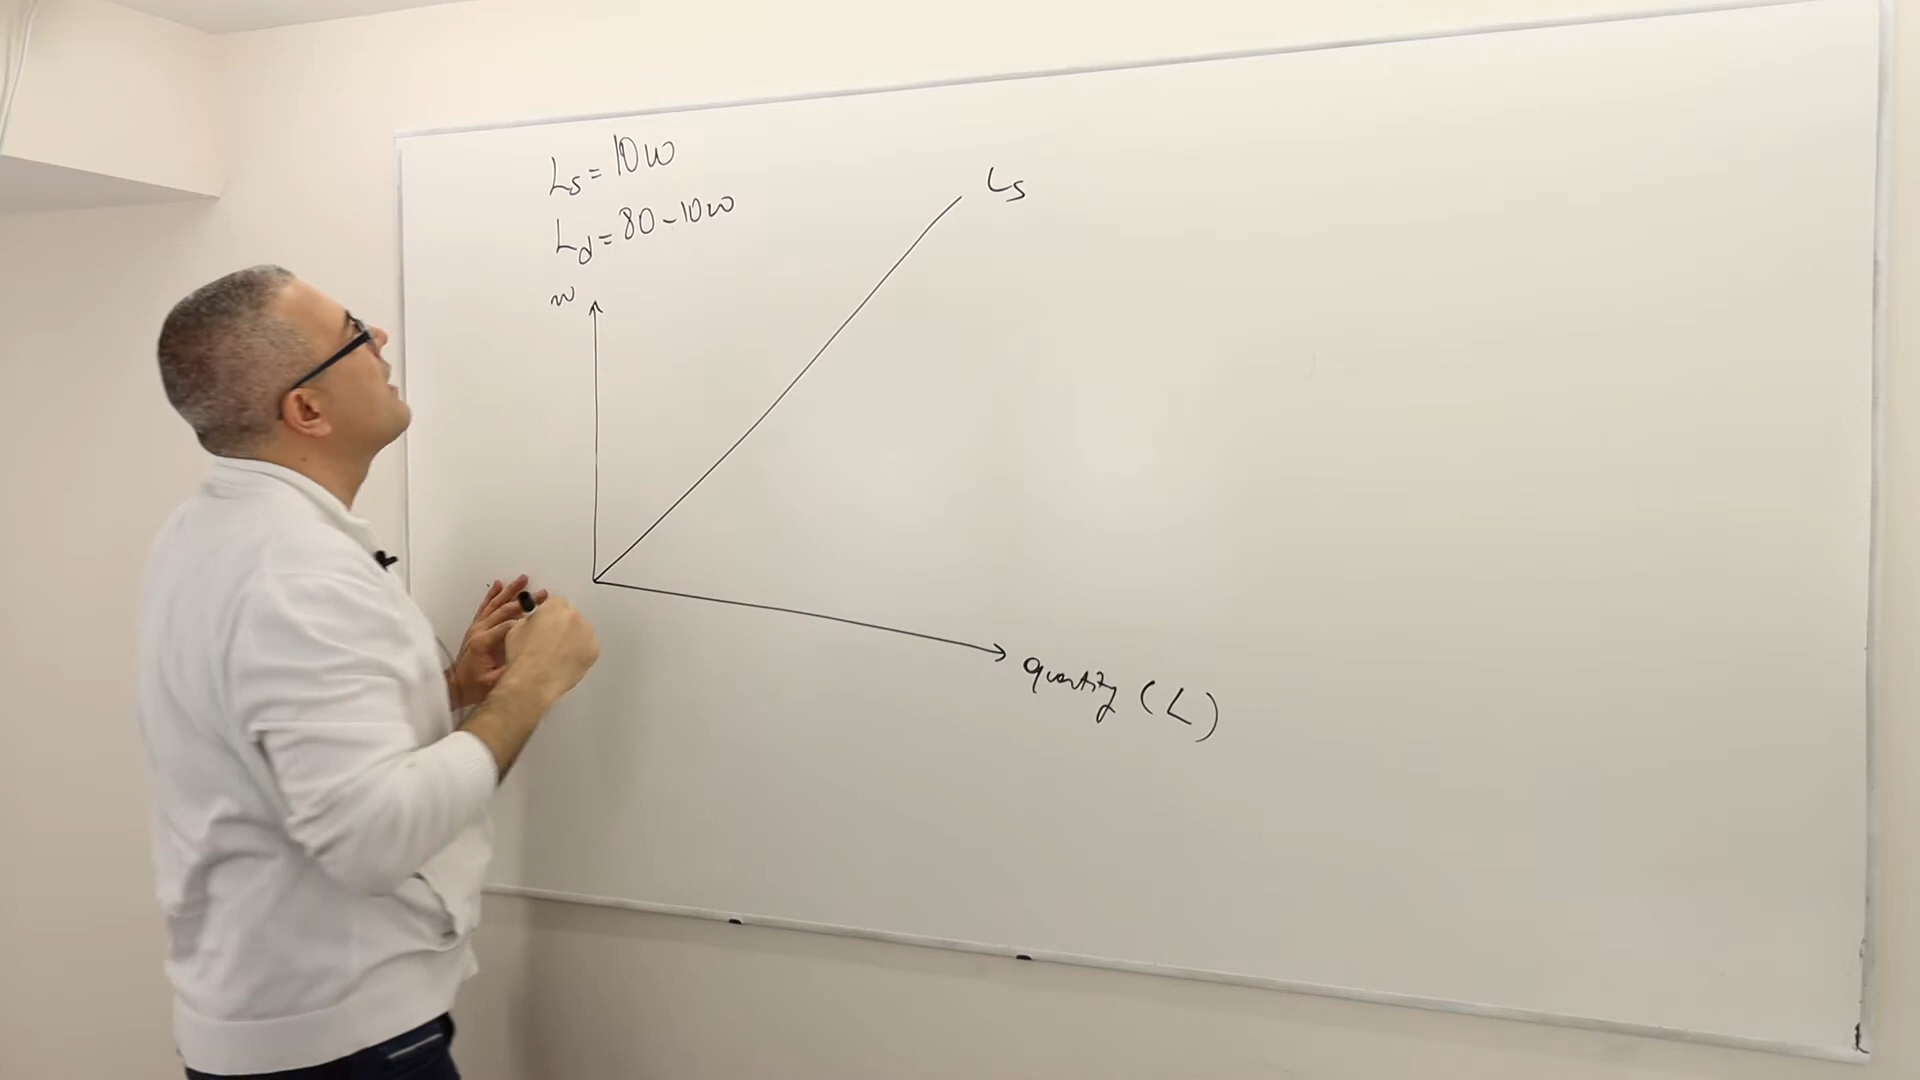 Ls = 10w
Ld = 80 - 10w
w
Ls
quantity (L)